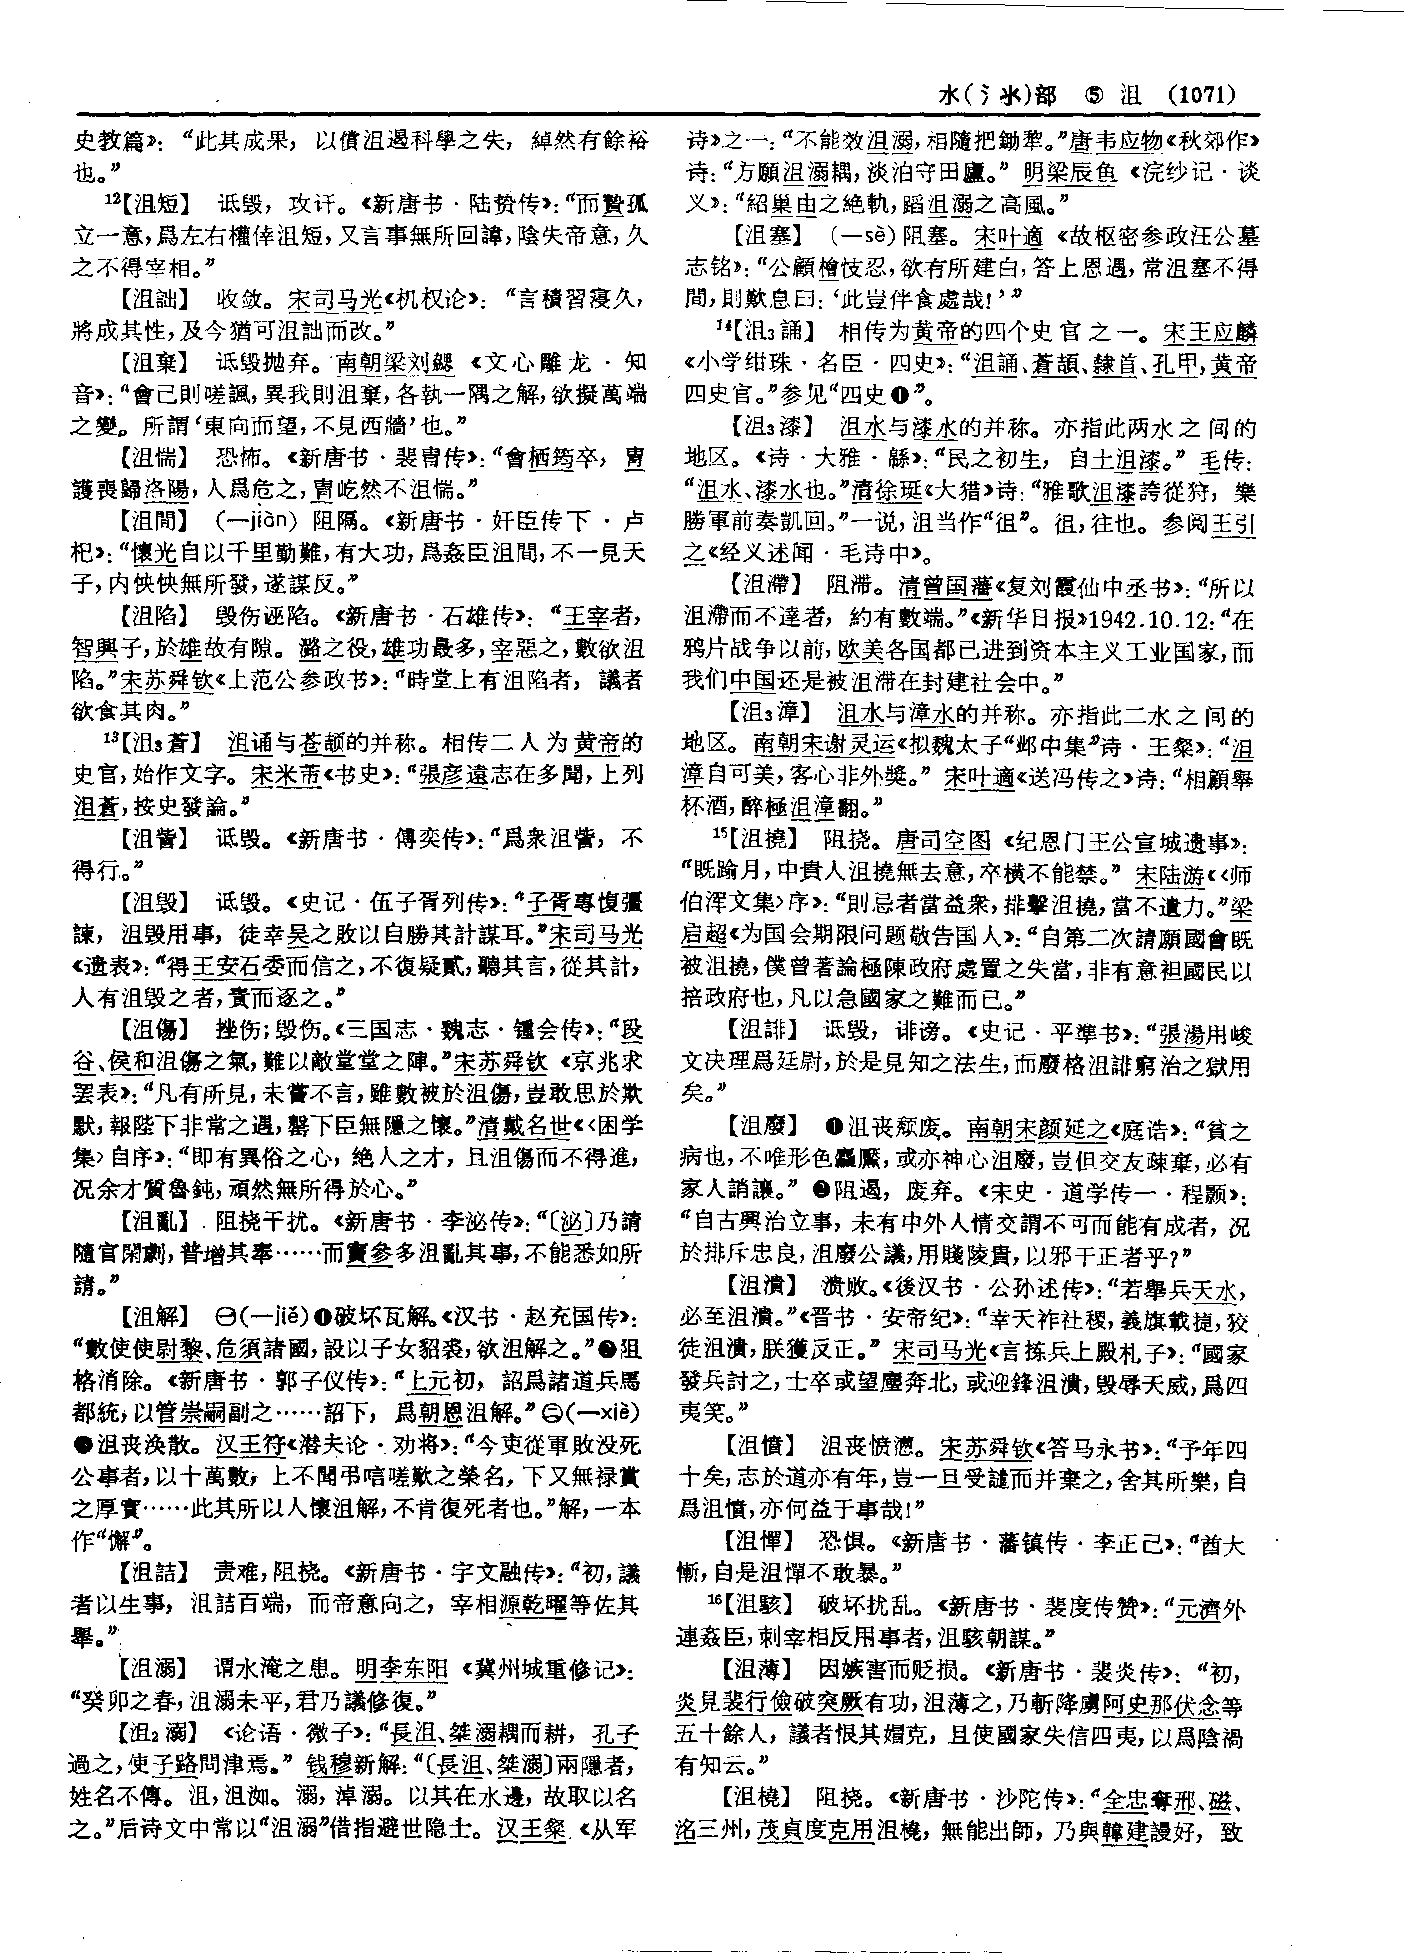 水(氵氺)部　⑤　沮　(1071)
史教篇》：“此其成果，以償沮遏科學之失，綽然有餘裕
也。”
12【沮短】　诋毁，攻讦。《新唐书·陆贽传》：“而贄孤
立一意，爲左右權倖沮短，又言事無所回諱，陰失帝意，久
之不得宰相。”
【沮詘】　收敛。宋司马光《机权论》：“言積習寖久，
將成其性，及今猶可沮詘而改。”
【沮棄】　诋毁抛弃。南朝梁刘勰《文心雕龙·知
音》：“會己則嗟諷，異我則沮棄，各執一隅之解，欲擬萬端
之變。所謂‘東向而望，不見西牆’也。”
【沮惴】　恐怖。《新唐书·裴胄传》：“會栖筠卒，胄
護喪歸洛陽，人爲危之，胄屹然不沮惴。”
【沮間】　(—jiàn) 阻隔。《新唐书·奸臣传下·卢
杞》：“懷光自以千里勤難，有大功，爲姦臣沮間，不一見天
子，内怏怏無所發，遂謀反。”
【沮陷】　毁伤诬陷。《新唐书·石雄传》：“王宰者，
智興子，於雄故有隙。潞之役，雄功最多，宰惡之，數欲沮
陷。”宋苏舜钦《上范公参政书》：“時堂上有沮陷者，議者
欲食其肉。”
13【沮3蒼】　沮诵与苍颉的并称。相传二人为黄帝的
史官，始作文字。宋米芾《书史》：“張彦遠志在多聞，上列
沮蒼，按史發論。”
【沮訾】　诋毁。《新唐书·傅奕传》：“爲衆沮訾，不
得行。”
【沮毁】　诋毁。《史记·伍子胥列传》：“子胥專愎彊
諫，沮毁用事，徒幸吴之敗以自勝其計謀耳。”宋司马光
《遗表》：“得王安石委而信之，不復疑貳，聽其言，從其計，
人有沮毁之者，責而逐之。”
【沮傷】　挫伤；毁伤。《三国志·魏志·鍾会传》：“段
谷、侯和沮傷之氣，難以敵堂堂之陣。”宋苏舜钦《京兆求
罢表》：“凡有所見，未嘗不言，雖數被於沮傷，豈敢思於欺
默，報陛下非常之遇，罄下臣無隱之懷。”清戴名世《〈困学
集〉自序》：“即有異俗之心，绝人之才，且沮傷而不得進，
况余才質魯鈍，頑然無所得於心。”
【沮亂】　阻挠干扰。《新唐书·李泌传》：“〔泌〕乃請
隨官閑劇，普增其奉……而竇參多沮亂其事，不能悉如所
請。”
【沮解】　㊀(—jiě)❶破坏瓦解。《汉书·赵充国传》：
“數使使尉黎、危須諸國，設以子女貂裘，欲沮解之。”❷阻
格消除。《新唐书·郭子仪传》：“上元初，詔爲諸道兵馬
都統，以管崇嗣副之……詔下，爲朝恩沮解。”㊁(—xiè)
●沮丧涣散。汉王符《潜夫论·劝将》：“今吏從軍敗没死
公事者，以十萬數，上不聞弔唁嗟歎之榮名，下又無禄賞
之厚實……此其所以人懷沮解，不肯復死者也。”解，一本
作“懈”。
【沮詰】　责难，阻挠。《新唐书·宇文融传》：“初，議
者以生事，沮詰百端，而帝意向之，宰相源乾曜等佐其
舉。”
【沮溺】　谓水淹之患。明李东阳《冀州城重修记》：
“癸卯之春，沮溺未平，君乃議修復。”
【沮2溺】　《论语·微子》：“長沮、桀溺耦而耕，孔子
過之，使子路問津焉。”钱穆新解：“〔長沮、桀溺〕兩隱者，
姓名不傳。沮，沮洳。溺，淖溺。以其在水邊，故取以名
之。”后诗文中常以“沮溺”借指避世隐士。汉王粲《从军
诗》之一：“不能效沮溺，相隨把鋤犂。”唐韦应物《秋郊作》
诗：“方願沮溺耦，淡泊守田廬。”明梁辰鱼《浣纱记·谈
义》：“紹巢由之絶軌，蹈沮溺之高風。”
【沮塞】　(—sè) 阻塞。宋叶適《故枢密参政汪公墓
志铭》：“公顧檜忮忍，欲有所建白，答上恩遇，常沮塞不得
間，則歎息曰：‘此豈伴食處哉！’”
14【沮3誦】　相传为黄帝的四个史官之一。宋王应麟
《小学绀珠·名臣·四史》：“沮誦、蒼頡、隸首、孔甲，黄帝
四史官。”参见“四史❶”。
【沮3漆】　沮水与漆水的并称。亦指此两水之间的
地区。《诗·大雅·緜》：“民之初生，自土沮漆。”毛传：
“沮水、漆水也。”清徐珽《大猎》诗：“雅歌沮漆誇從狩，樂
勝軍前奏凱回。”一说，沮当作“徂”。徂，往也。参阅王引
之《经义述闻·毛诗中》。
【沮滯】　阻滞。清曾国藩《复刘霞仙中丞书》：“所以
沮滯而不達者，約有數端。”《新华日报》1942.10.12：“在
鸦片战争以前，欧美各国都已进到资本主义工业国家，而
我们中国还是被沮滞在封建社会中。”
【沮3漳】　沮水与漳水的并称。亦指此二水之间的
地区。南朝宋谢灵运《拟魏太子“邺中集”诗·王粲》：“沮
漳自可美，客心非外獎。”宋叶適《送冯传之》诗：“相顧舉
杯酒，醉極沮漳翻。”
15【沮撓】　阻挠。唐司空图《纪恩门王公宣城遗事》：
“既踰月，中貴人沮撓無去意，卒横不能禁。”宋陆游《〈师
伯浑文集〉序》：“則忌者當益衆，排擊沮撓，當不遺力。”梁
启超《为国会期限问题敬告国人》：“自第二次請願國會既
被沮撓，僕曾著論極陳政府處置之失當，非有意袒國民以
掊政府也，凡以急國家之難而已。”
【沮誹】　诋毁，诽谤。《史记·平準书》：“張湯用峻
文决理爲廷尉，於是見知之法生，而廢格沮誹窮治之獄用
矣。”
【沮廢】　❶沮丧颓废。南朝宋颜延之《庭诰》：“貧之
病也，不唯形色麤黶，或亦神心沮廢，豈但交友疎棄，必有
家人誚讓。”❷阻遏，废弃。《宋史·道学传一·程颢》：
“自古興治立事，未有中外人情交謂不可而能有成者，况
於排斥忠良，沮廢公議，用賤陵貴，以邪干正者乎？”
【沮潰】　溃败。《後汉书·公孙述传》：“若舉兵天水，
必至沮潰。”《晋书·安帝纪》：“幸天祚社稷，義旗載捷，狡
徒沮潰，朕獲反正。”宋司马光《言拣兵上殿札子》：“國家
發兵討之，士卒或望塵奔北，或迎鋒沮潰，毁辱天威，爲四
夷笑。”
【沮憤】　沮丧愤懑。宋苏舜钦《答马永书》：“予年四
十矣，志於道亦有年，豈一旦受譴而并棄之，舍其所樂，自
爲沮憤，亦何益于事哉！”
【沮憚】　恐惧。《新唐书·藩镇传·李正己》：“酋大
慚，自是沮憚不敢暴。”
16【沮駭】　破坏扰乱。《新唐书·裴度传赞》：“元濟外
連姦臣，刺宰相反用事者，沮駭朝謀。”
【沮薄】　因嫉害而贬损。《新唐书·裴炎传》：“初，
炎見裴行儉破突厥有功，沮薄之，乃斬降虜阿史那伏念等
五十餘人，議者恨其媢克，且使國家失信四夷，以爲陰禍
有知云。”
【沮橈】　阻挠。《新唐书·沙陀传》：“全忠奪邢、磁、
洺三州，茂貞度克用沮橈，無能出師，乃與韓建謾好，致